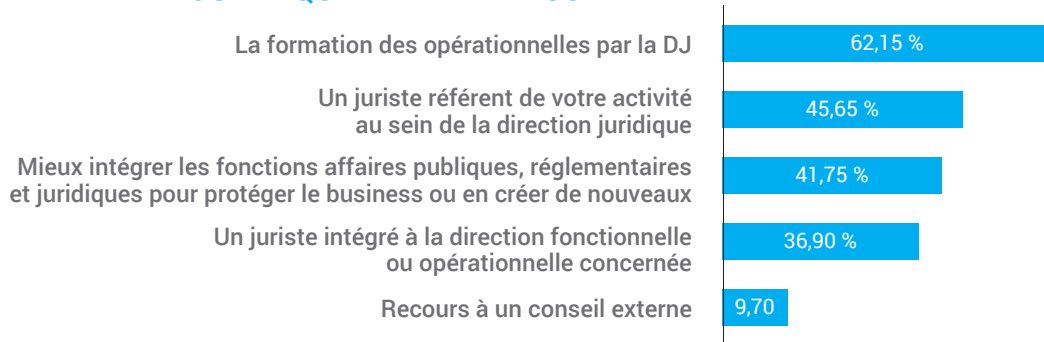 La formation des opérationnelles par la DJ
62,15 %
Un juriste référent de votre activité
au sein de la direction juridique
45,65 %
Mieux intégrer les fonctions affaires publiques, réglementaires
et juridiques pour protéger le business ou en créer de nouveaux
41,75 %
Un juriste intégré à la direction fonctionnelle
ou opérationnelle concernée
36,90 %
Recours à un conseil externe
9,70